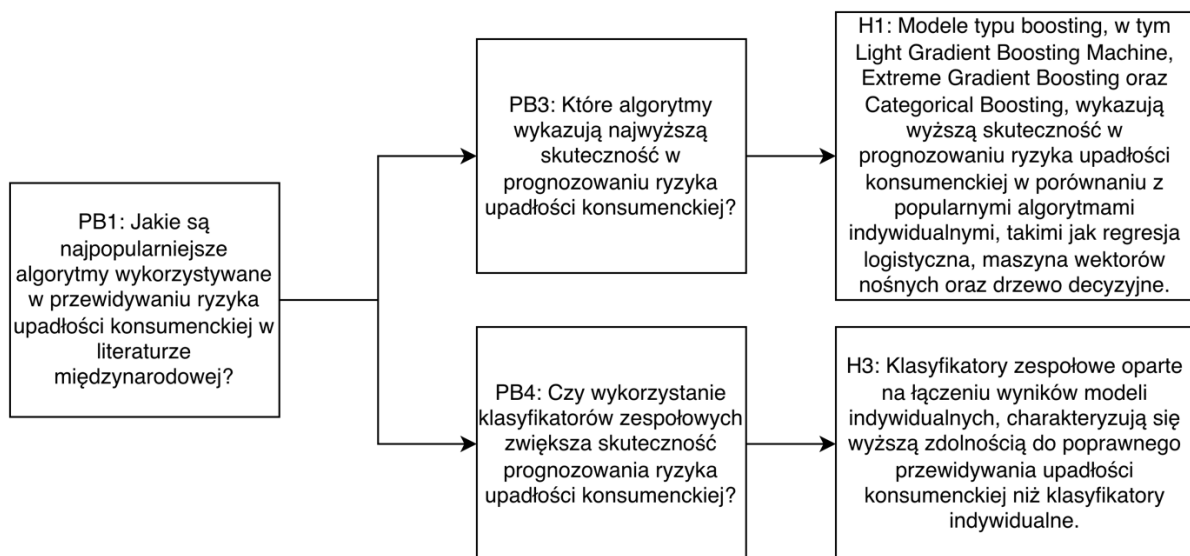 PB1: Jakie są
najpopularniejsze
algorytmy wykorzystywane
w przewidywaniu ryzyka
upadłości konsumenckiej w
literaturze
międzynarodowej?
PB3: Które algorytmy
wykazują najwyższą
skuteczność w
prognozowaniu ryzyka
upadłości konsumenckiej?
H1: Modele typu boosting, w tym
Light Gradient Boosting Machine,
Extreme Gradient Boosting oraz
Categorical Boosting, wykazują
wyższą skuteczność w
prognozowaniu ryzyka upadłości
konsumenckiej w porównaniu z
popularnymi algorytmami
indywidualnymi, takimi jak regresja
logistyczna, maszyna wektorów
nośnych oraz drzewo decyzyjne.
PB4: Czy wykorzystanie
klasyfikatorów zespołowych
zwiększa skuteczność
prognozowania ryzyka
upadłości konsumenckiej?
H3: Klasyfikatory zespołowe oparte
na łączeniu wyników modeli
indywidualnych, charakteryzują się
wyższą zdolnością do poprawnego
przewidywania upadłości
konsumenckiej niż klasyfikatory
indywidualne.